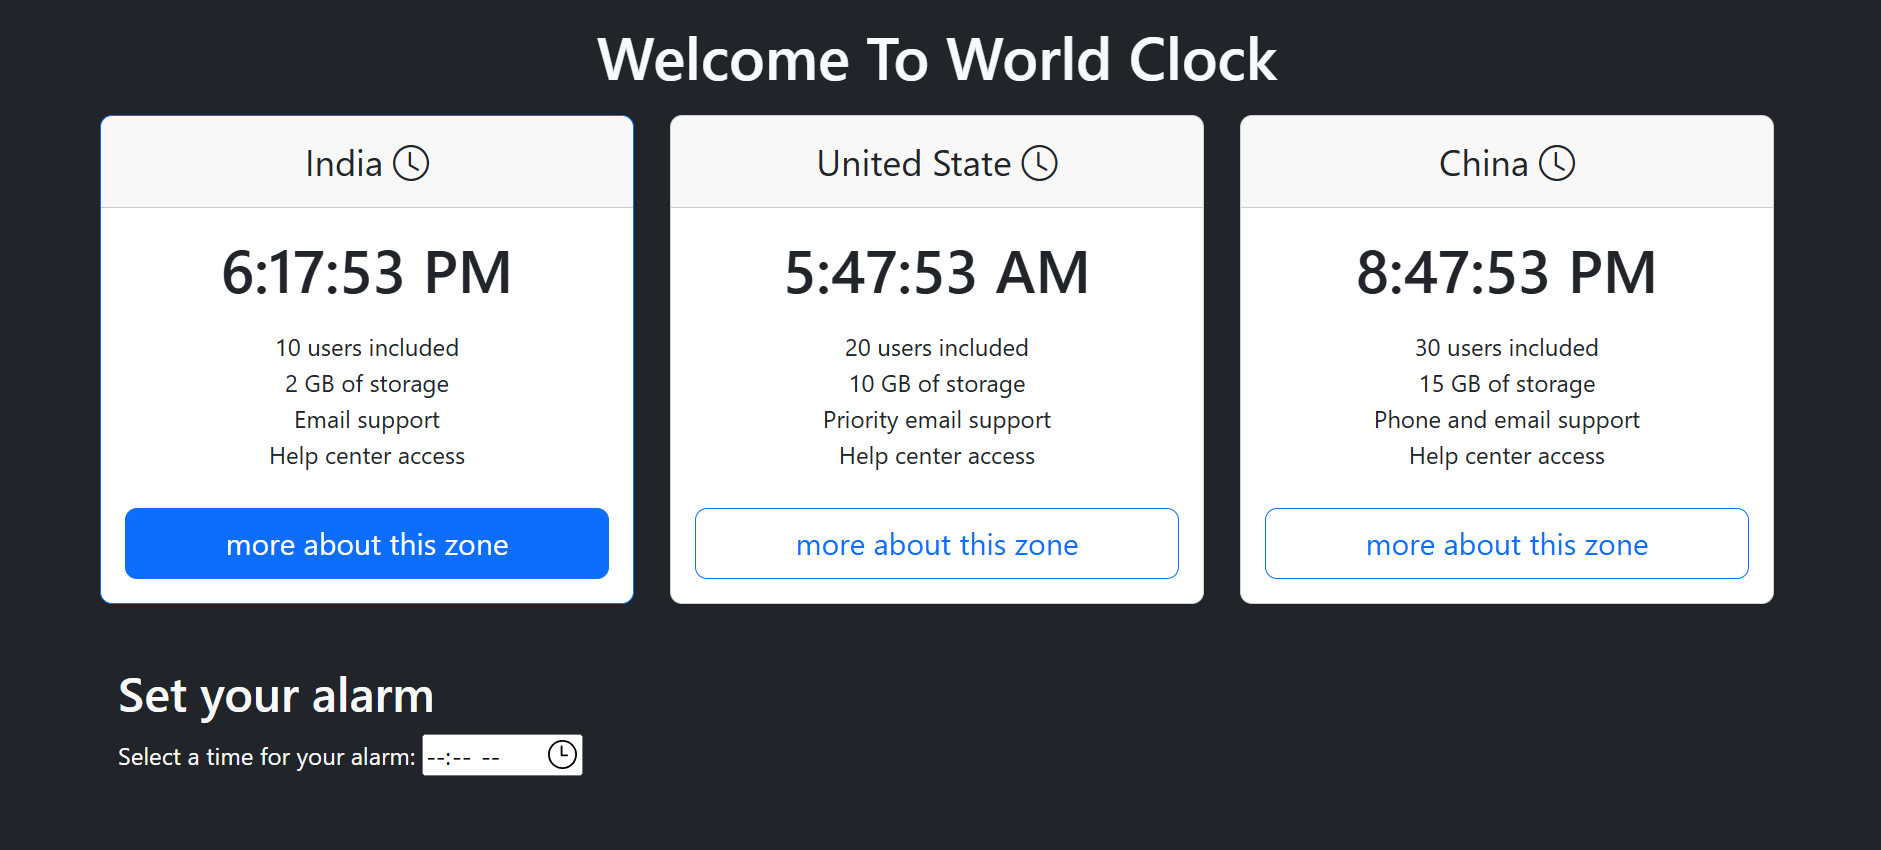 Welcome To World Clock
India
6:17:53 PM
10 users included
2 GB of storage
Email support
Help center access
more about this zone
United State
5:47:53 AM
20 users included
10 GB of storage
Priority email support
Help center access
more about this zone
China
8:47:53 PM
30 users included
15 GB of storage
Phone and email support
Help center access
more about this zone
Set your alarm
Select a time for your alarm: --:-- --